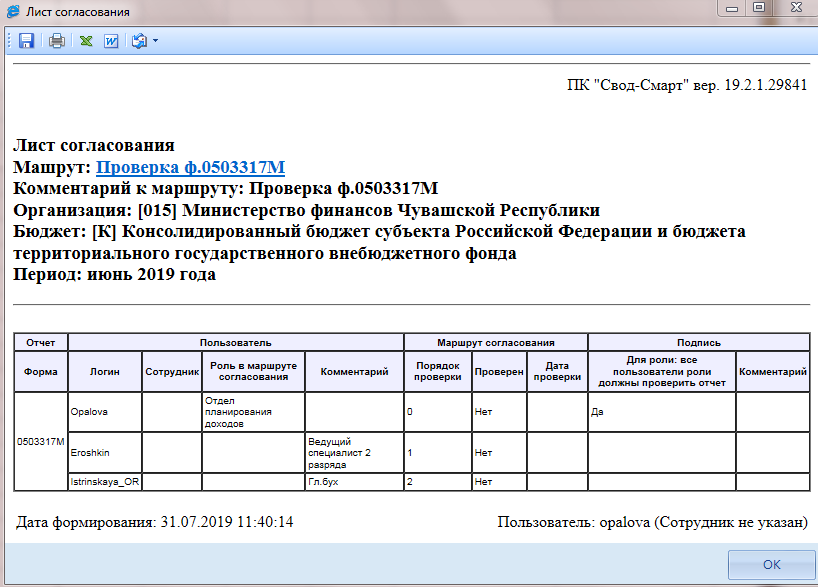 Лист согласования
ПК "Свод-Смарт" вер. 19.2.1.29841
Лист согласования
Машрут: Проверка ф.0503317М
Комментарий к маршруту: Проверка ф.0503317М
Организация: [015] Министерство финансов Чувашской Республики
Бюджет: [К] Консолидированный бюджет субъекта Российской Федерации и бюджета
территориального государственного внебюджетного фонда
Период: июнь 2019 года
Отчет Пользователь Маршрут согласования Подпись
Форма Логин Сотрудник Роль в маршруте согласования Комментарий Порядок проверки Проверен Дата проверки Для роли: все пользователи роли должны проверить отчет Комментарий
0503317М Opalova Отдел планирования доходов 0 Нет Да
Eroshkin Ведущий специалист 2 разряда 1 Нет
Istrinskaya_OR Гл.бух 2 Нет
Дата формирования: 31.07.2019 11:40:14 Пользователь: opalova (Сотрудник не указан)
OK